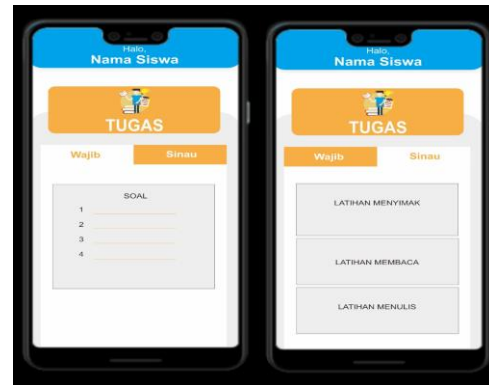 Halo,
Nama Siswa
TUGAS
Wajib Sinau
SOAL
1
2
3
4
Halo,
Nama Siswa
TUGAS
Wajib Sinau
LATIHAN MENYIMAK
LATIHAN MEMBACA
LATIHAN MENULIS